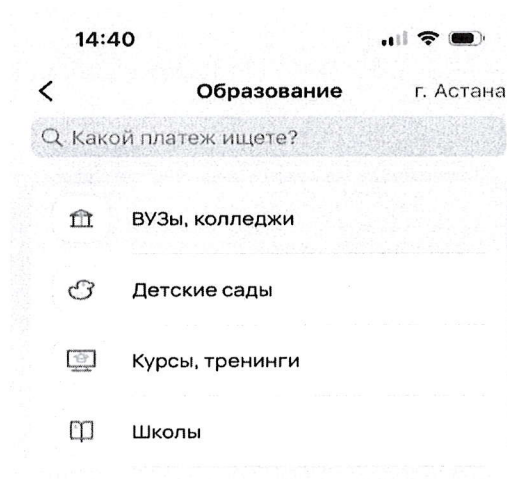 14:40
Образование г. Астана
Какой платеж ищете?
ВУЗы, колледжи
Детские сады
Курсы, тренинги
Школы